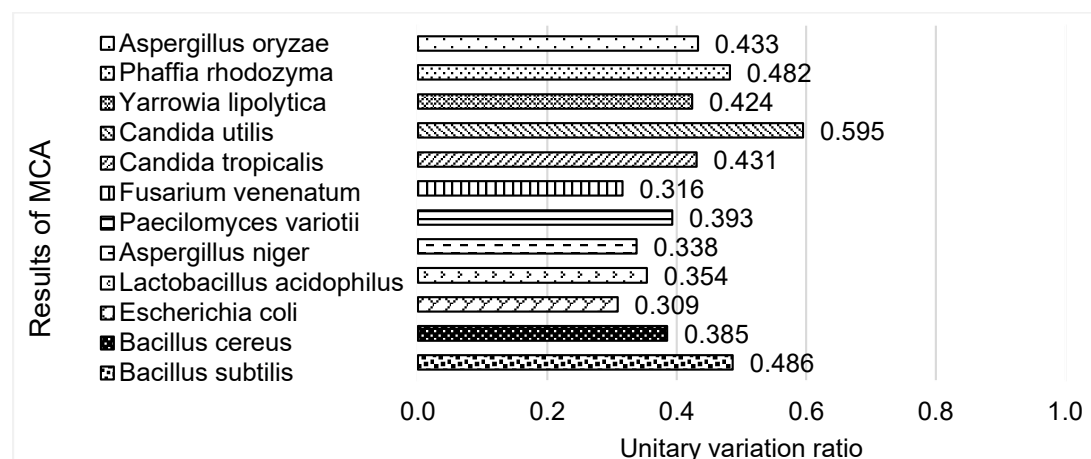 Results of MCA
Aspergillus oryzae 0.433
Phaffia rhodozyma 0.482
Yarrowia lipolytica 0.424
Candida utilis 0.595
Candida tropicalis 0.431
Fusarium venenatum 0.316
Paecilomyces variotii 0.393
Aspergillus niger 0.338
Lactobacillus acidophilus 0.354
Escherichia coli 0.309
Bacillus cereus 0.385
Bacillus subtilis 0.486
0.0 0.2 0.4 0.6 0.8 1.0
Unitary variation ratio